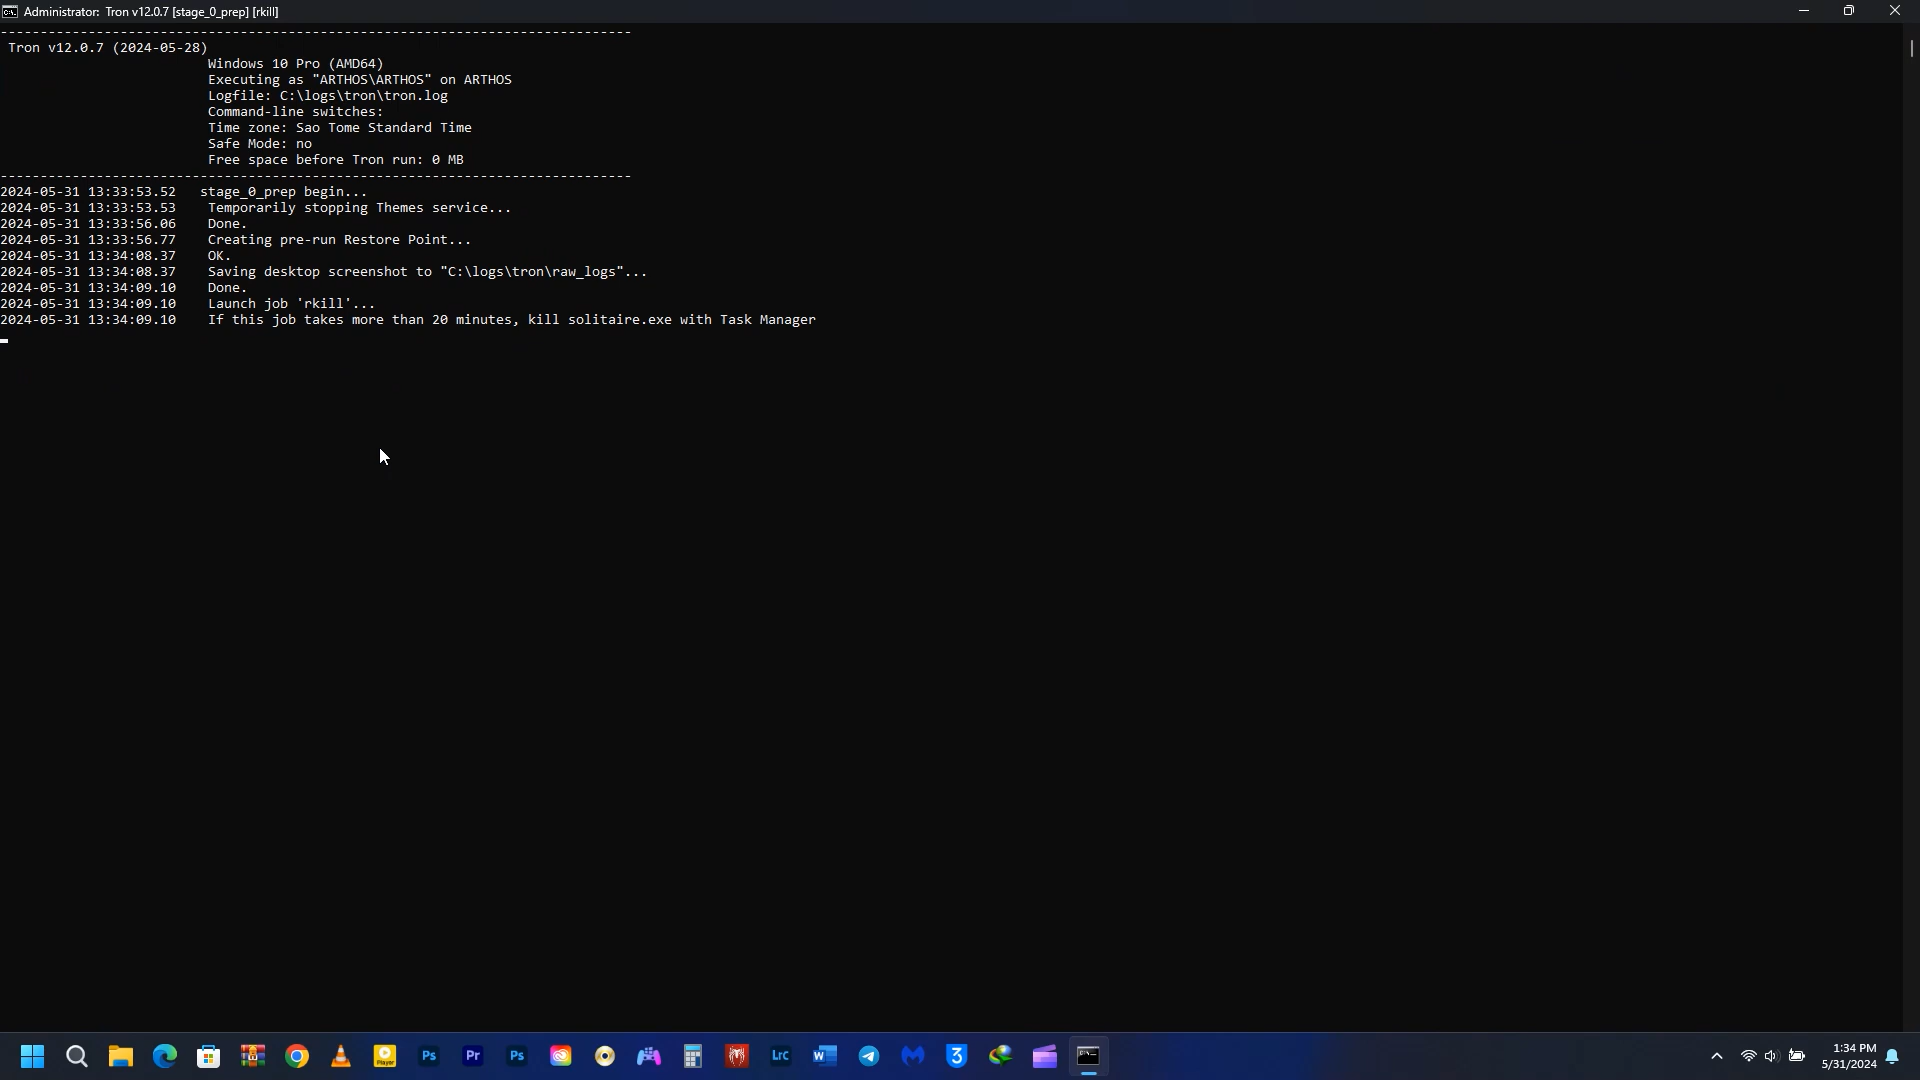 Administrator: Tron v12.0.7 [stage_0_prep] [rkill]
-------------------------------------------------------------------------------
Tron v12.0.7 (2024-05-28)
Windows 10 Pro (AMD64)
Executing as "ARTHOS\ARTHOS" on ARTHOS
Logfile: C:\logs\tron\tron.log
Command-line switches:
Time zone: Sao Tome Standard Time
Safe Mode: no
Free space before Tron run: 0 MB
-------------------------------------------------------------------------------
2024-05-31 13:33:53.52   stage_0_prep begin...
2024-05-31 13:33:53.53    Temporarily stopping Themes service...
2024-05-31 13:33:56.06    Done.
2024-05-31 13:33:56.77    Creating pre-run Restore Point...
2024-05-31 13:34:08.37    OK.
2024-05-31 13:34:08.37    Saving desktop screenshot to "C:\logs\tron\raw_logs"...
2024-05-31 13:34:09.10    Done.
2024-05-31 13:34:09.10    Launch job 'rkill'...
2024-05-31 13:34:09.10    If this job takes more than 20 minutes, kill solitaire.exe with Task Manager
Player
Ps
Pr
Ps
LrC
W
3
1:34 PM
5/31/2024